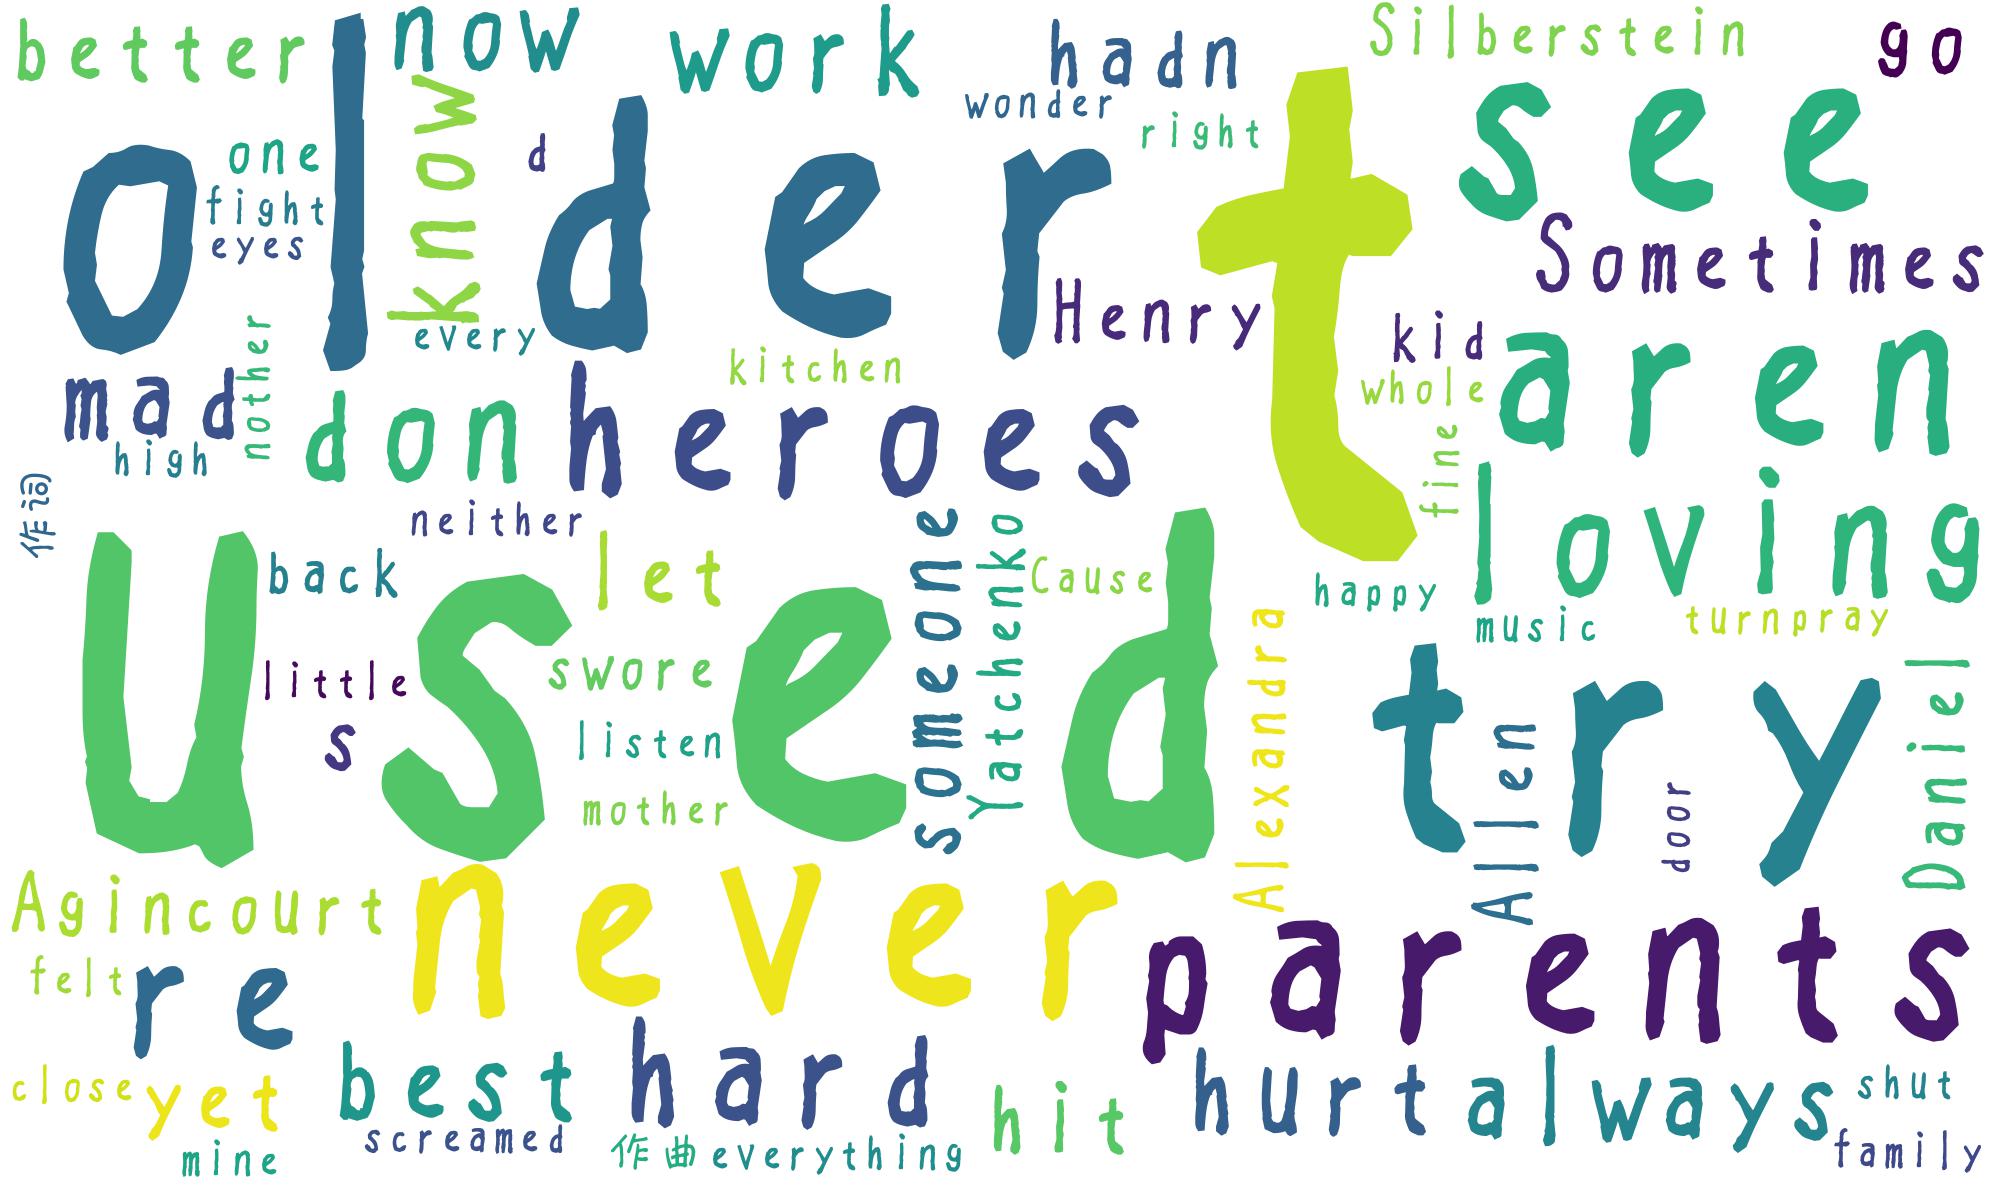 better
now
work
hadn
Silberstein
go
older
know
wonder
right
t
see
one
d
fight
eyes
Sometimes
every
Henry
kid
mad
nother
don
heroes
kitchen
whole
aren
high
fine
作词
neither
loving
used
back
let
someone
Yatchenko
Cause
happy
music
turnpray
little
swore
s
listen
mother
Alexandra
try
Allen
door
Daniel
Agincourt
never
parents
felt
re
close
yet
best
hard
hit
hurt
always
shut
mine
screamed
作曲
everything
family